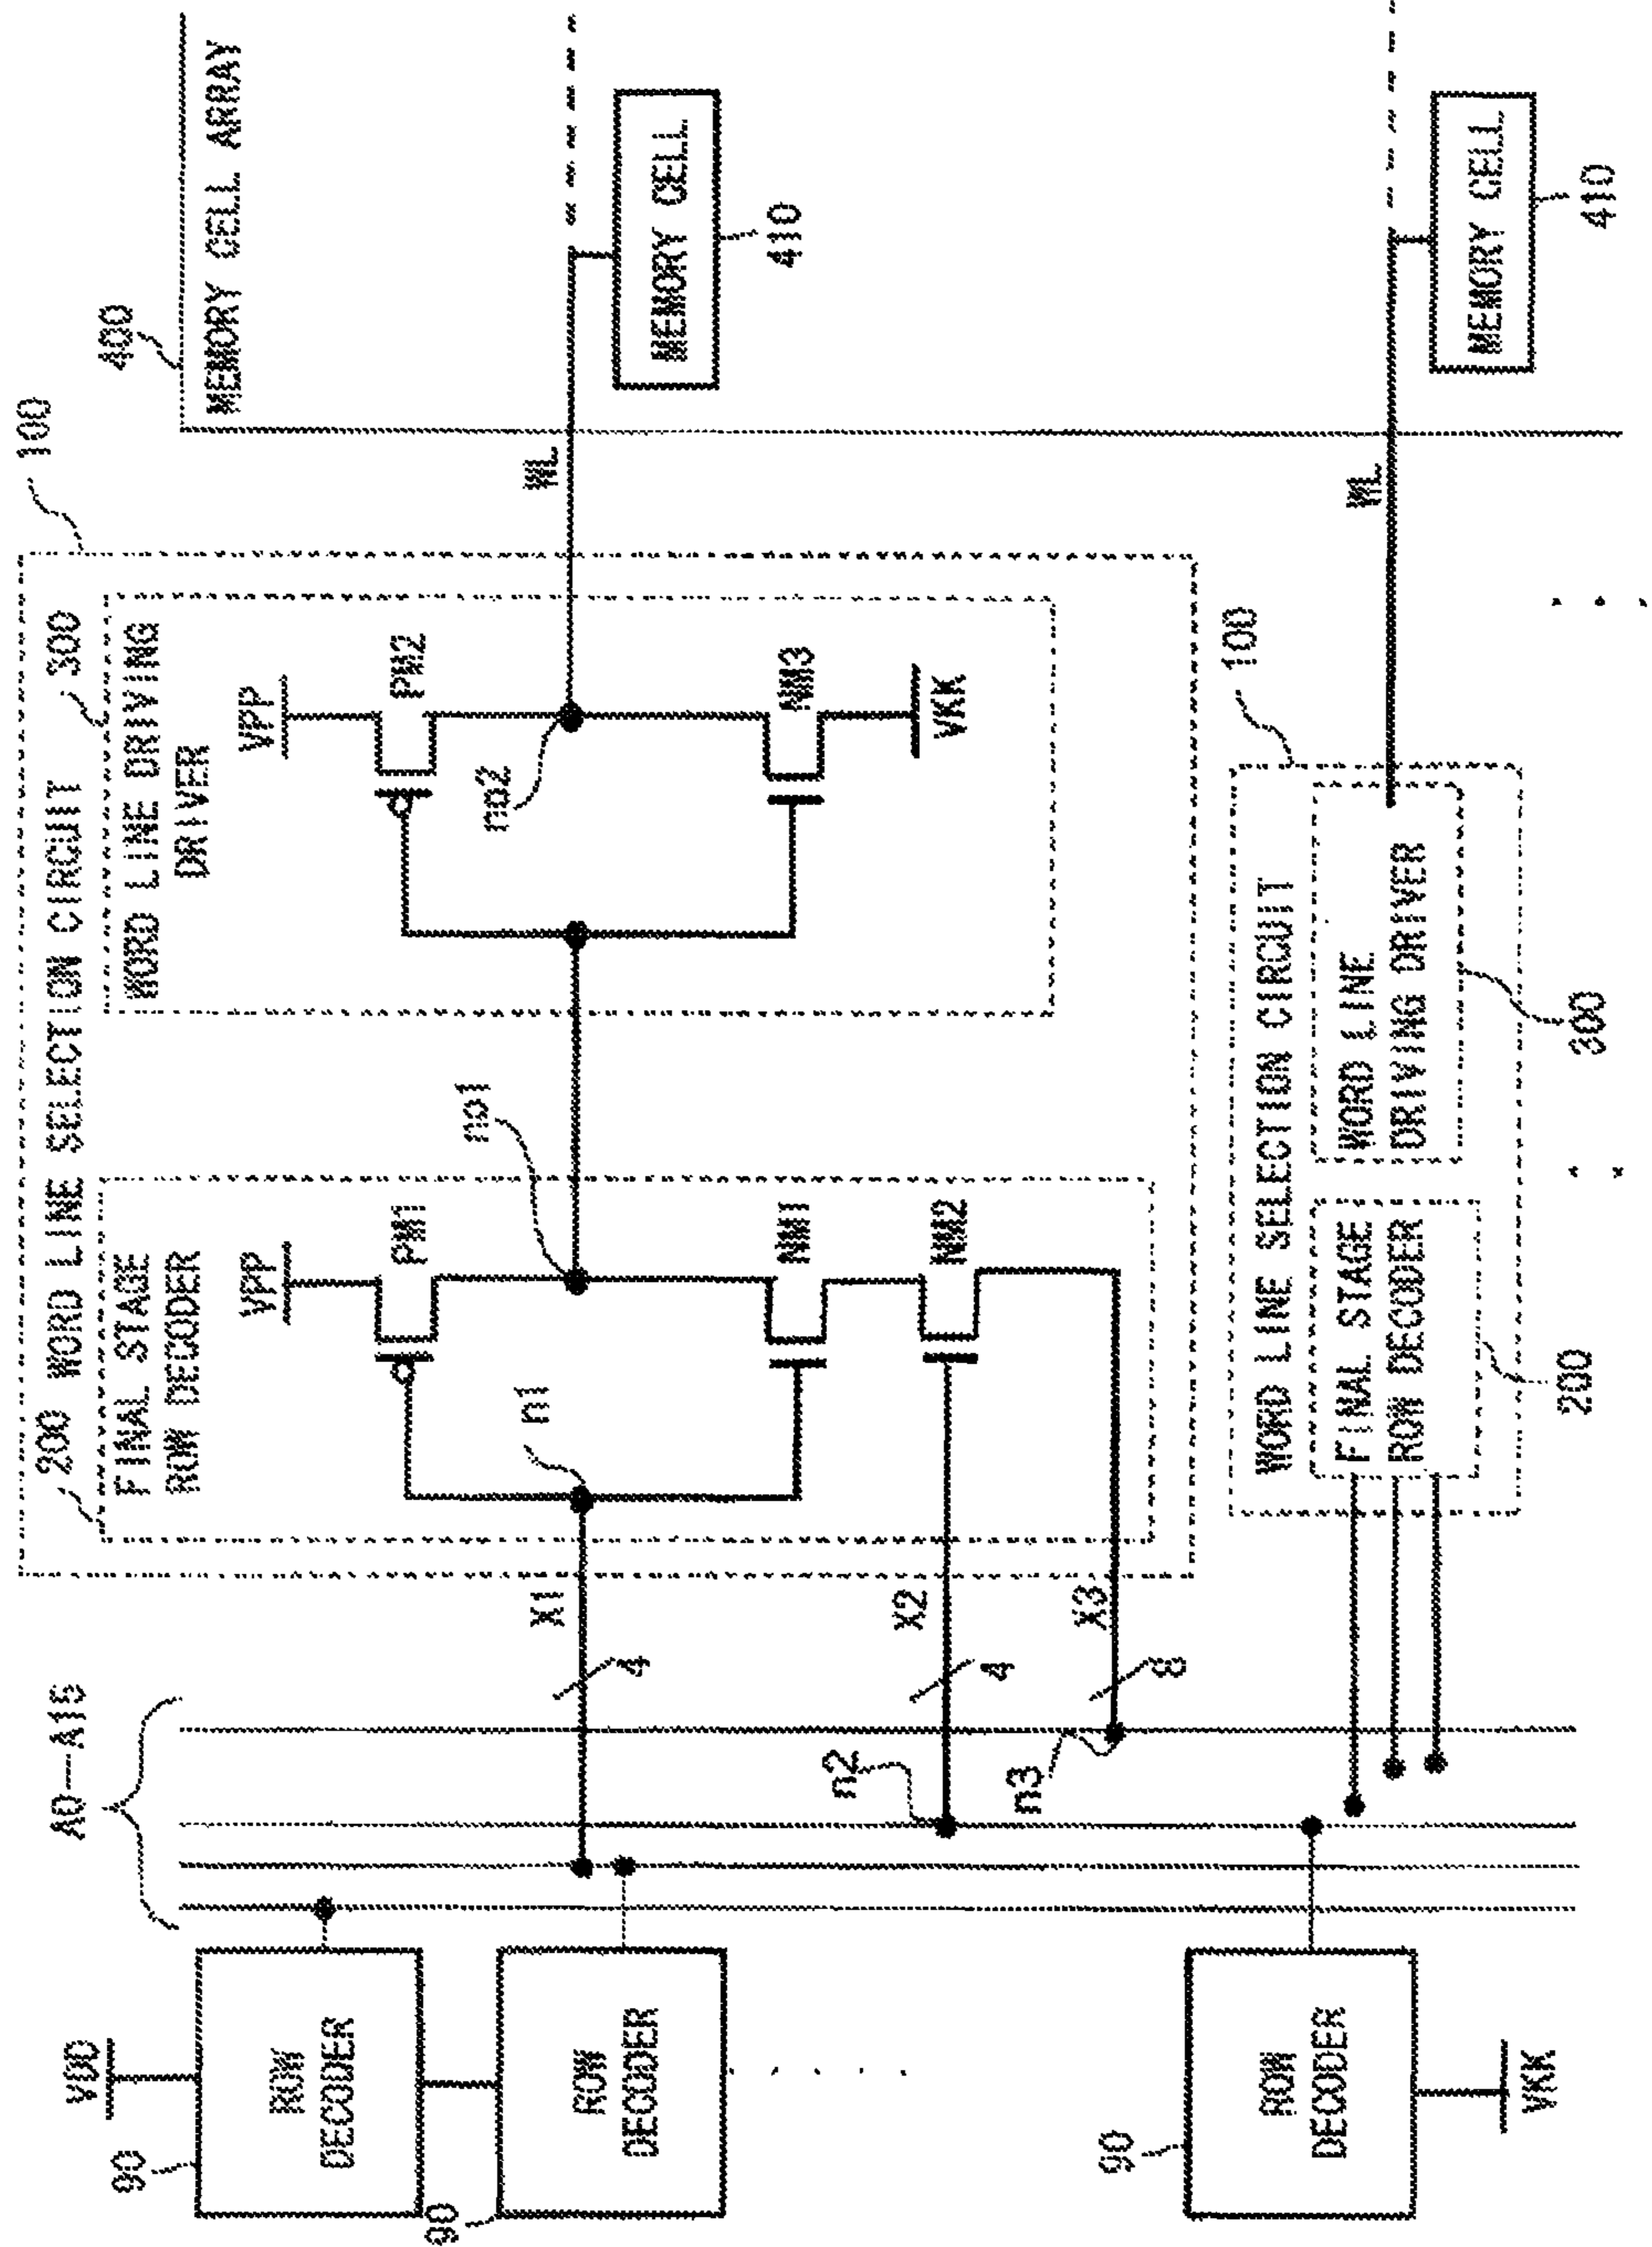 100
400
200 WORD LINE SELECTION CIRCUIT 300
MEMORY CELL ARRAY
A0—A15
FINAL STAGE
ROW DECODER
WORD LINE DRIVING
DRIVER
VDD
VPP
VPP
PM1
PM2
90
ROW
DECODER
X1
4
n1
no1
no2
WL
MEMORY CELL
410
90
ROW
DECODER
NM1
NM3
n2
X2
4
NM2
VKK
n3
X3
8
100
90
ROW
DECODER
VKK
WORD LINE SELECTION CIRCUIT
FINAL STAGE
ROW DECODER
200
WORD LINE
DRIVING DRIVER
300
WL
MEMORY CELL
410